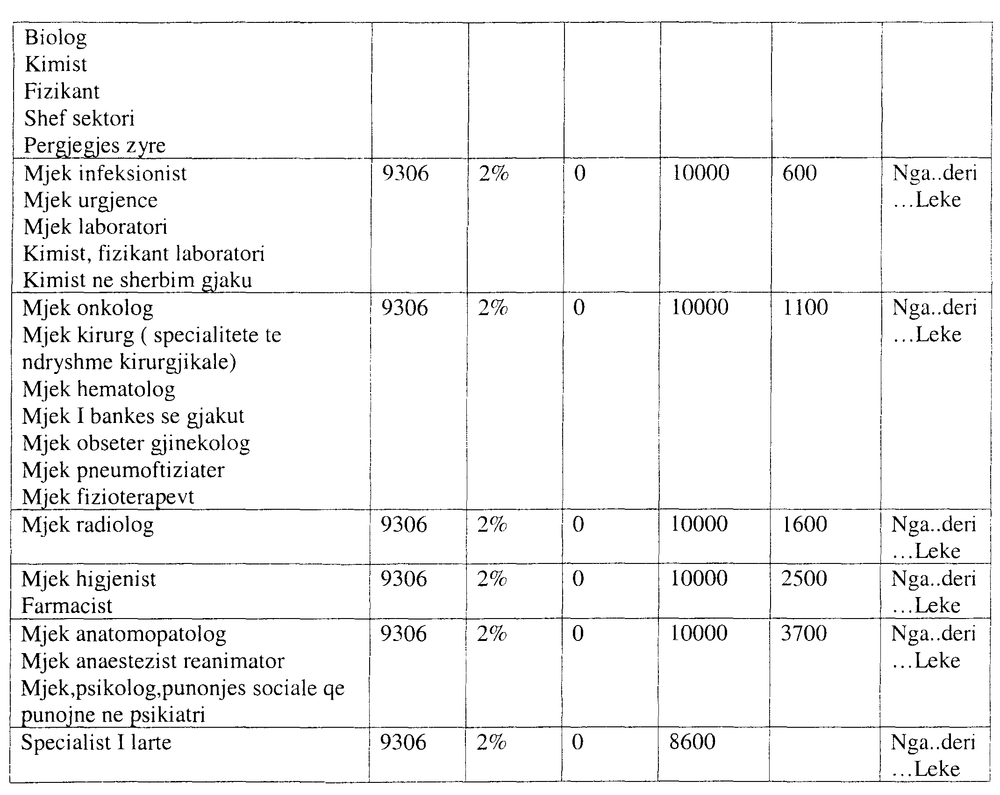 Biolog
Kimist
Fizikant
Shef sektori
Pergjegjes zyre
Mjek infeksionist 9306 2% 0 10000 600 Nga..deri
Mjek urgjence ...Leke
Mjek laboratori
Kimist, fizikant laboratori
Kimist ne sherbim gjaku
Mjek onkolog 9306 2% 0 10000 1100 Nga..deri
Mjek kirurg ( specialitete te ...Leke
ndryshme kirurgjikale)
Mjek hematolog
Mjek I bankes se gjakut
Mjek obseter gjinekolog
Mjek pneumoftiziater
Mjek fizioterapevt
Mjek radiolog 9306 2% 0 10000 1600 Nga..deri
...Leke
Mjek higjenist 9306 2% 0 10000 2500 Nga..deri
Farmacist ...Leke
Mjek anatomopatolog 9306 2% 0 10000 3700 Nga..deri
Mjek anaestezist reanimator ...Leke
Mjek,psikolog,punonjes sociale qe
punojne ne psikiatri
Specialist I larte 9306 2% 0 8600 Nga..deri
...Leke